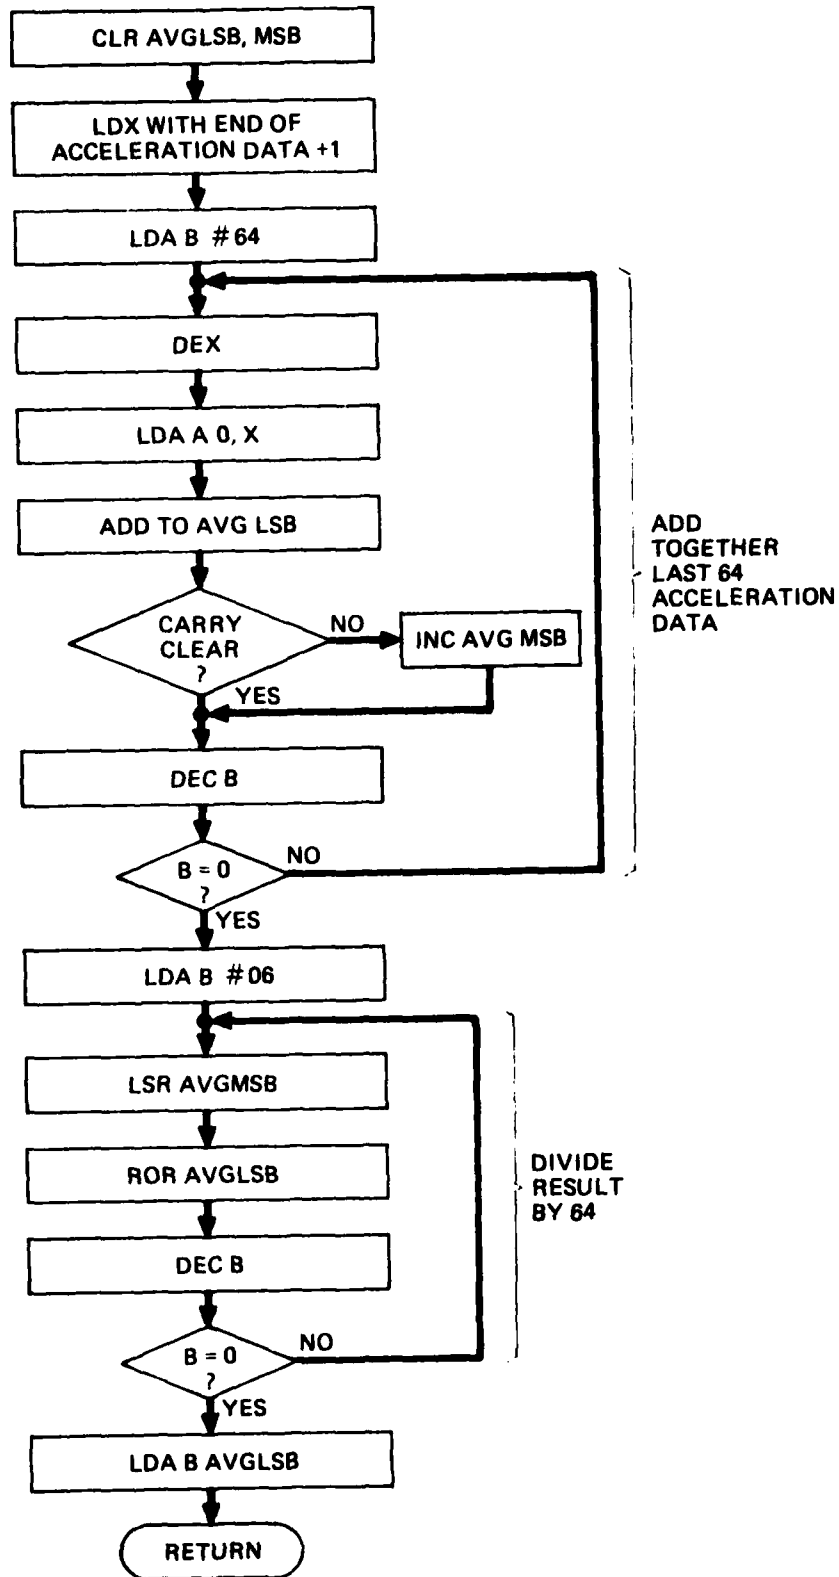 CLR AVGLSB, MSB
LDX WITH END OF
ACCELERATION DATA +1
LDA B #64
DEX
LDA A 0, X
ADD TO AVG LSB
CARRY
CLEAR
?
NO
INC AVG MSB
YES
DEC B
B = 0
?
NO
YES
ADD
TOGETHER
LAST 64
ACCELERATION
DATA
LDA B #06
LSR AVGMSB
ROR AVGLSB
DEC B
B = 0
?
NO
YES
DIVIDE
RESULT
BY 64
LDA B AVGLSB
RETURN